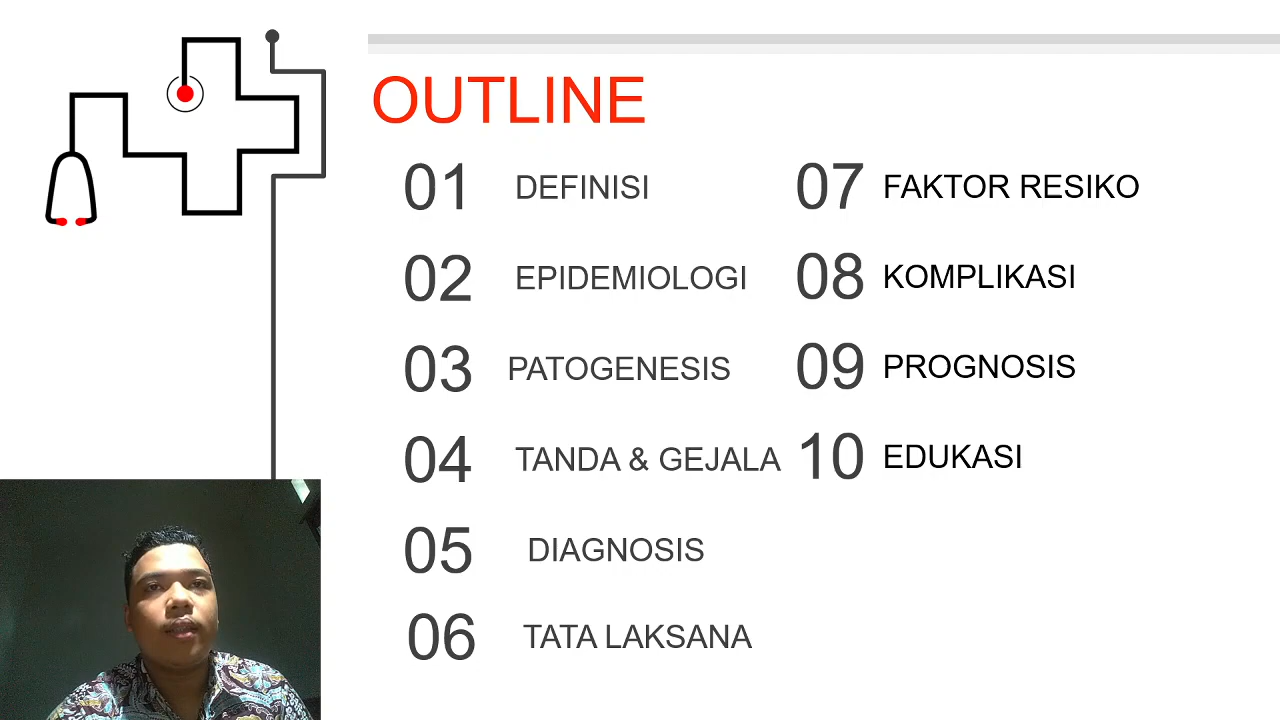 OUTLINE
01 DEFINISI
02 EPIDEMIOLOGI
03 PATOGENESIS
04 TANDA & GEJALA
05 DIAGNOSIS
06 TATA LAKSANA
07 FAKTOR RESIKO
08 KOMPLIKASI
09 PROGNOSIS
10 EDUKASI